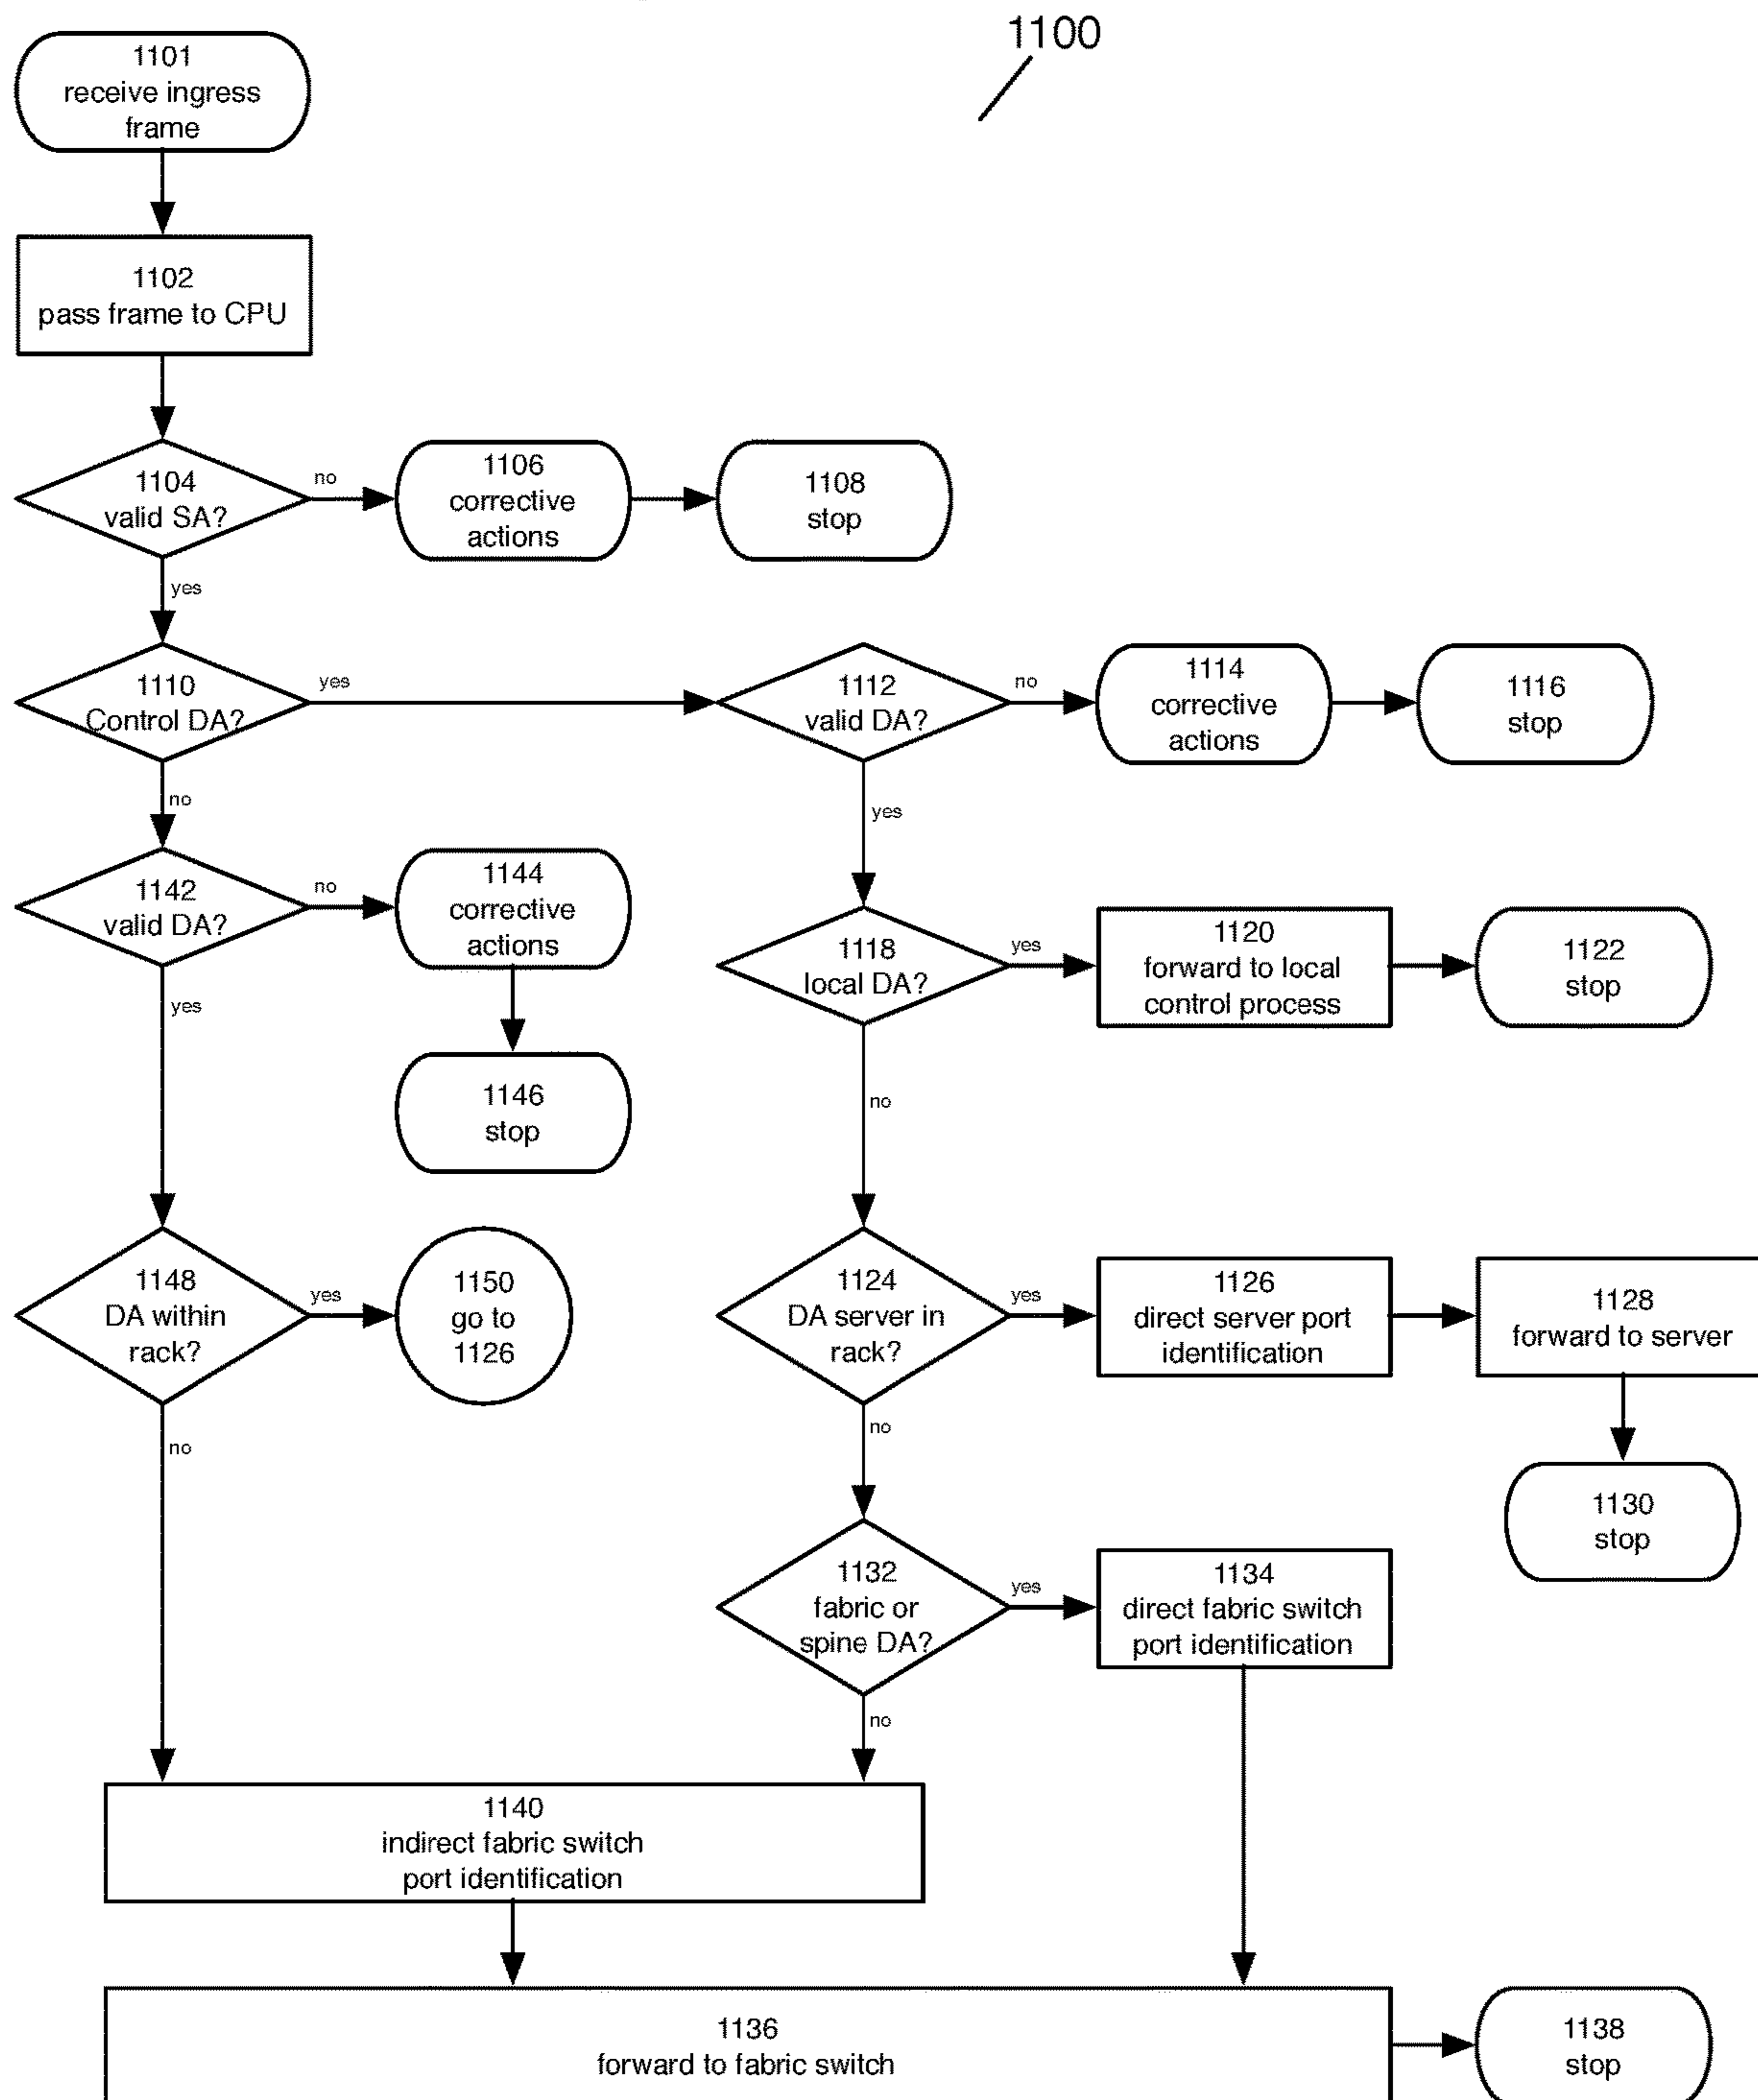 1100
1101
receive ingress
frame
1102
pass frame to CPU
1104
valid SA?
no
1106
corrective
actions
1108
stop
yes
1110
Control DA?
yes
1112
valid DA?
no
1114
corrective
actions
1116
stop
no
yes
1142
valid DA?
no
1144
corrective
actions
1118
local DA?
yes
1120
forward to local
control process
1122
stop
yes
1146
stop
no
1148
DA within
rack?
yes
1150
go to
1126
1124
DA server in
rack?
yes
1126
direct server port
identification
1128
forward to server
no
no
1130
stop
1132
fabric or
spine DA?
yes
1134
direct fabric switch
port identification
no
1140
indirect fabric switch
port identification
1136
forward to fabric switch
1138
stop